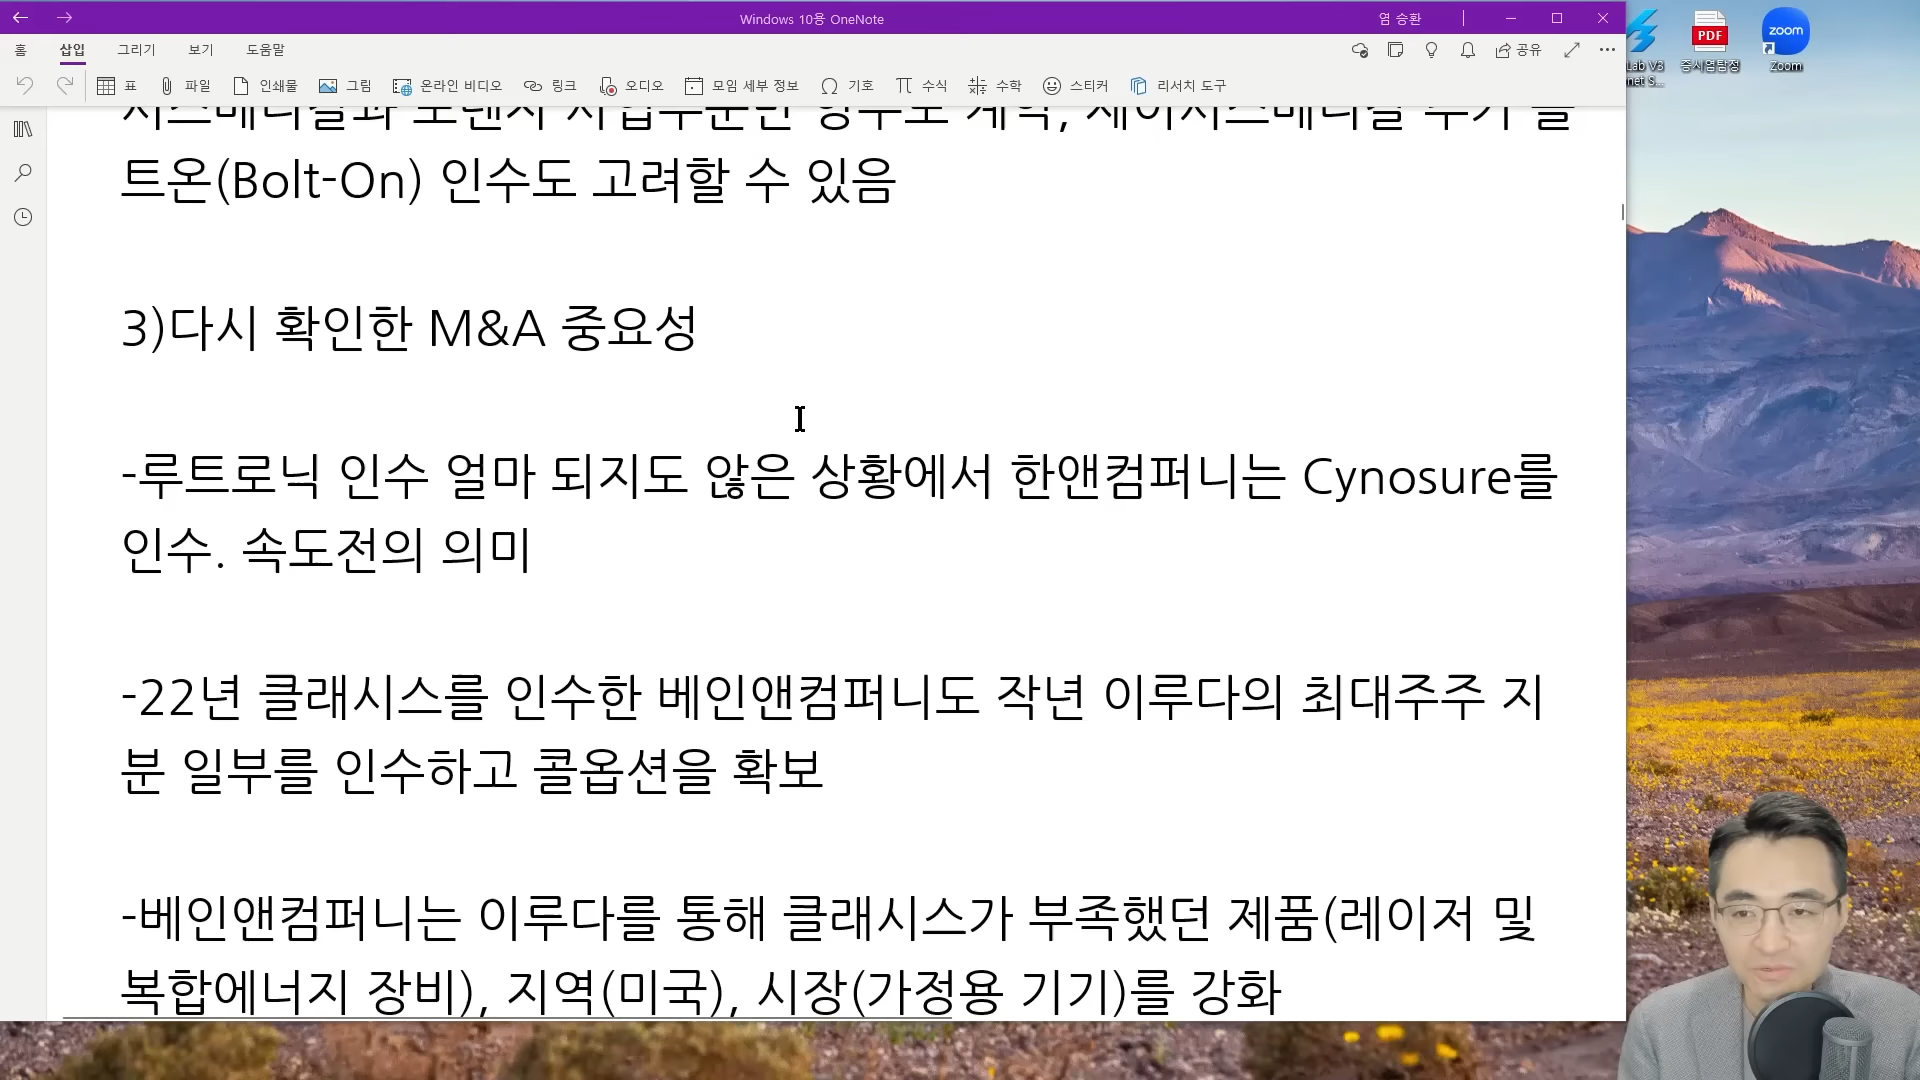 Windows 10용 OneNote
염 승환
홈 삽입 그리기 보기 도움말
공유
표 파일 인쇄물 그림 온라인 비디오 링크 오디오 모임 세부 정보 기호 수식 수학 스티커 리서치 도구
트온(Bolt-On) 인수도 고려할 수 있음
3)다시 확인한 M&A 중요성
-루트로닉 인수 얼마 되지도 않은 상황에서 한앤컴퍼니는 Cynosure를
인수. 속도전의 의미
-22년 클래시스를 인수한 베인앤컴퍼니도 작년 이루다의 최대주주 지
분 일부를 인수하고 콜옵션을 확보
-베인앤컴퍼니는 이루다를 통해 클래시스가 부족했던 제품(레이저 및
복합에너지 장비), 지역(미국), 시장(가정용 기기)를 강화
Lab V3
net S...
PDF
증시염탐정
zoom
Zoom